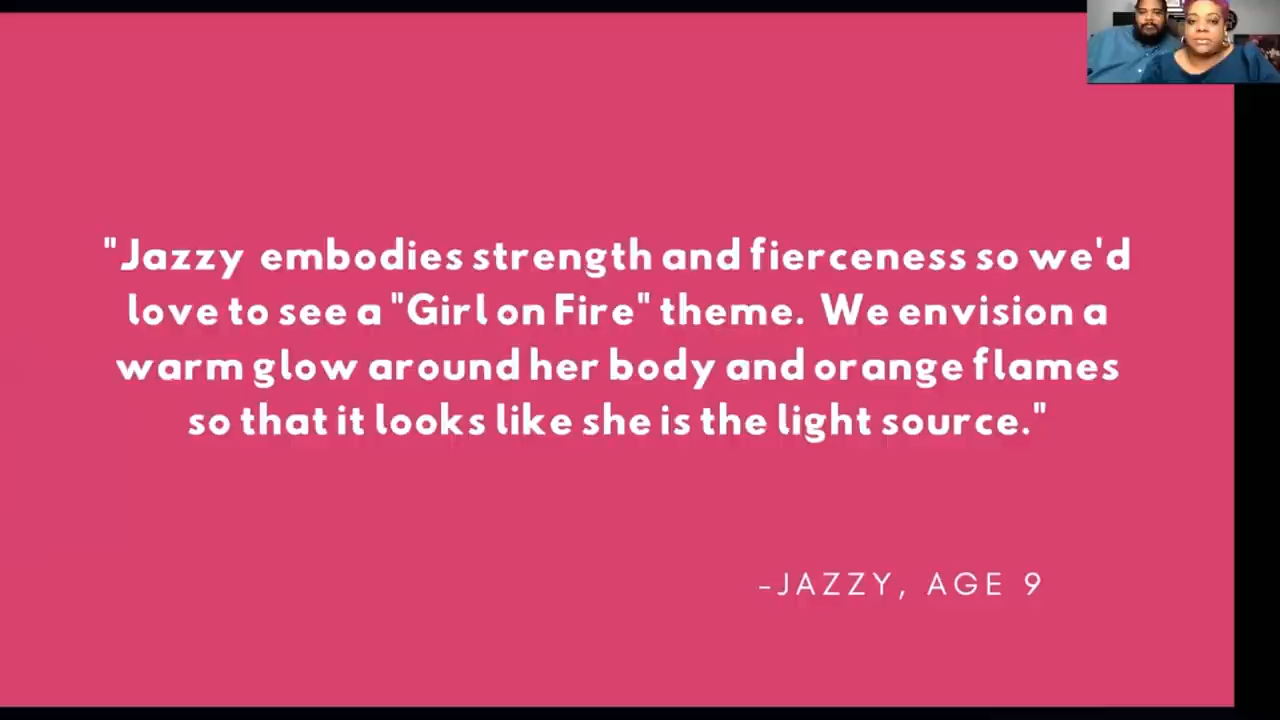 "Jazzy embodies strength and fierceness so we'd
love to see a "Girl on Fire" theme. We envision a
warm glow around her body and orange flames
so that it looks like she is the light source."
-JAZZY, AGE 9